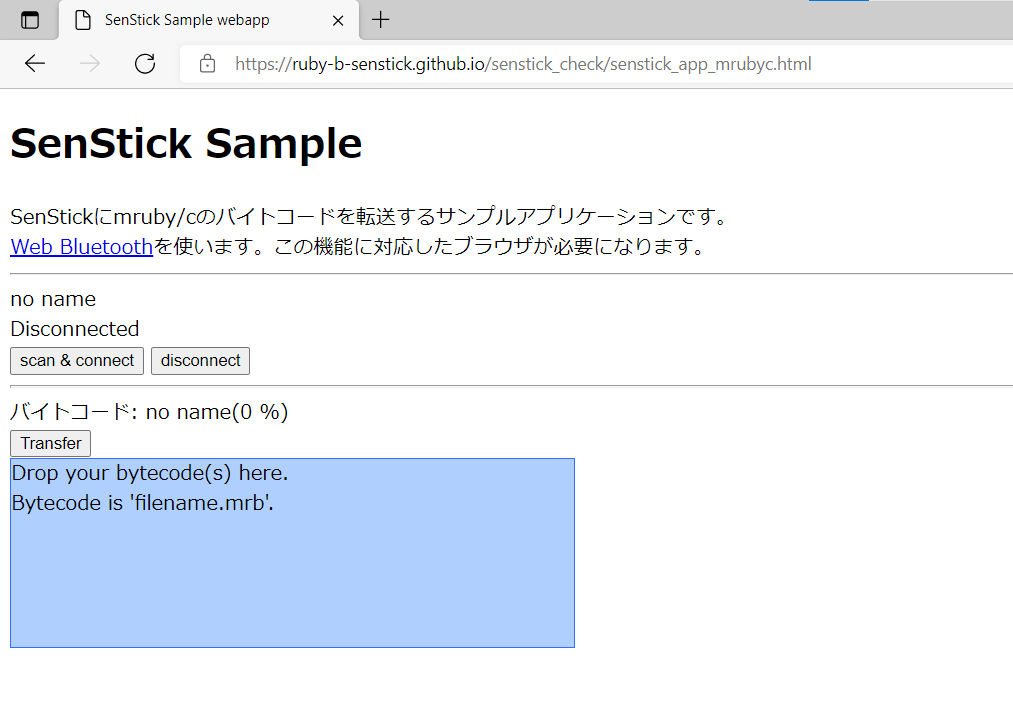 SenStick Sample webapp
https://ruby-b-senstick.github.io/senstick_check/senstick_app_mrubyc.html
SenStick Sample
SenStickにmruby/cのバイトコードを転送するサンプルアプリケーションです。
Web Bluetoothを使います。この機能に対応したブラウザが必要になります。
no name
Disconnected
scan & connect disconnect
バイトコード: no name(0 %)
Transfer
Drop your bytecode(s) here.
Bytecode is 'filename.mrb'.